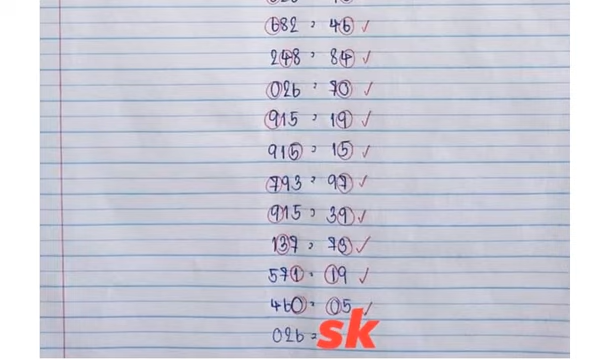 682 = 46 ✓
248 = 84 ✓
026 = 70 ✓
915 = 19 ✓
915 = 15 ✓
793 = 97 ✓
915 = 39 ✓
137 = 73 ✓
571 = 19 ✓
460 = 05 ✓
026 = sk